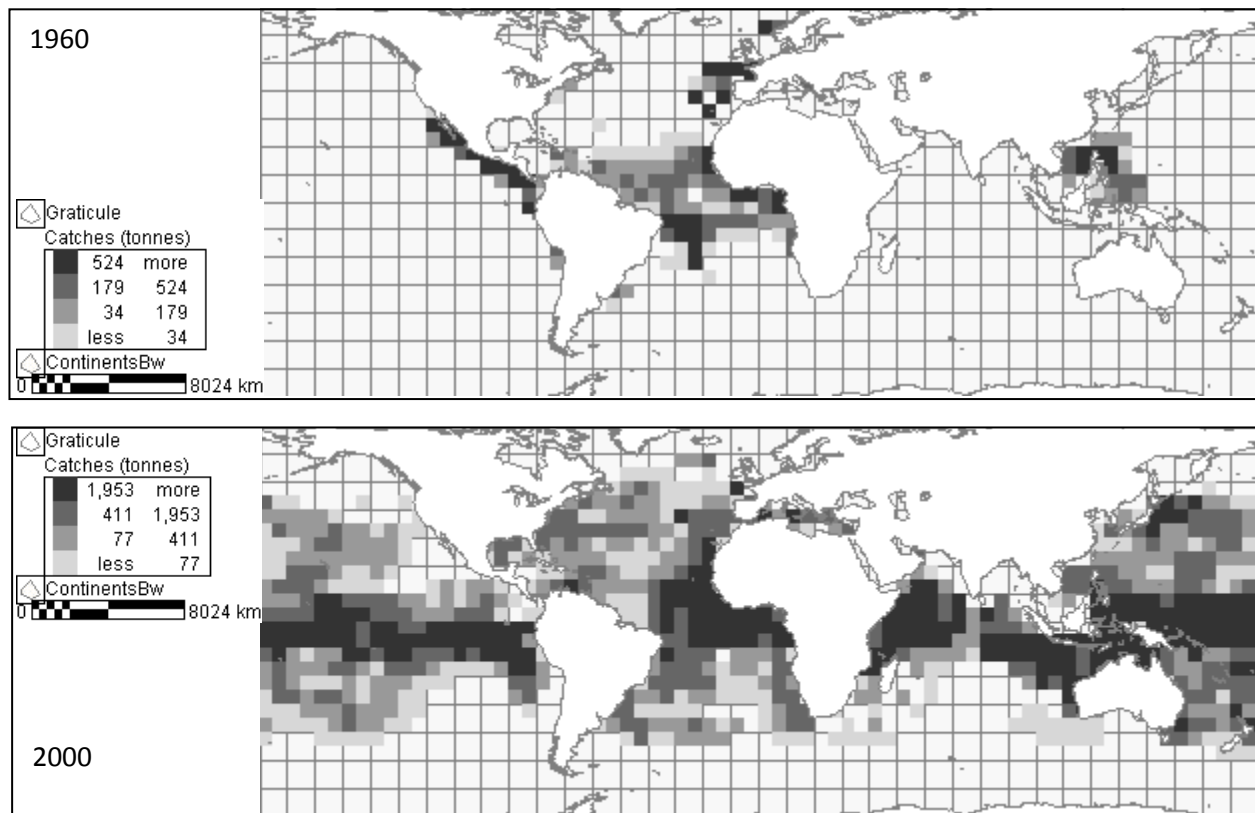 1960
Graticule
Catches (tonnes)
524 more
179 524
34 179
less 34
ContinentsBw
0 8024 km
Graticule
Catches (tonnes)
1,953 more
411 1,953
77 411
less 77
ContinentsBw
0 8024 km
2000